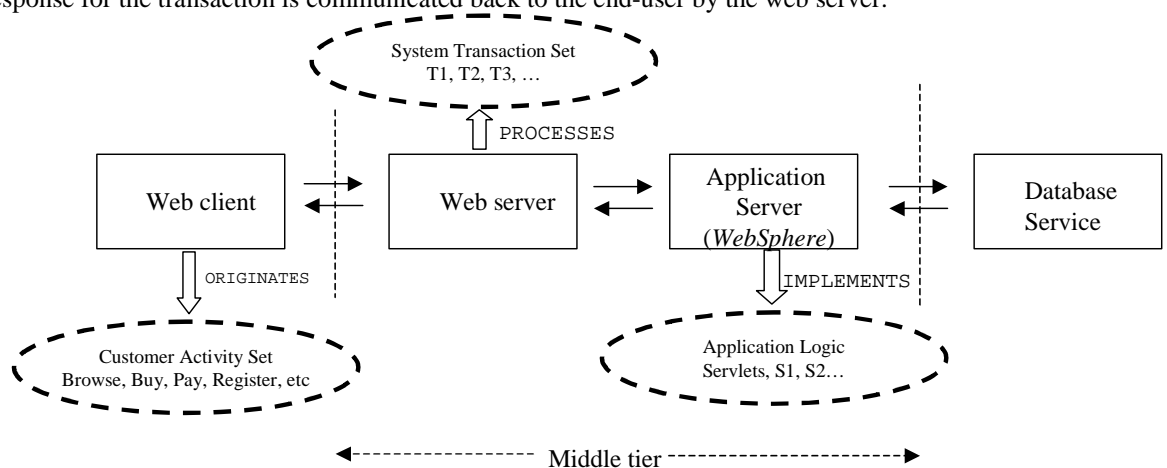 esponse for the transaction is communicated back to the end-user by the web server.
System Transaction Set
T1, T2, T3, …
PROCESSES
Web client
Web server
Application
Server
(WebSphere)
Database
Service
ORIGINATES
IMPLEMENTS
Customer Activity Set
Browse, Buy, Pay, Register, etc
Application Logic
Servlets, S1, S2…
Middle tier